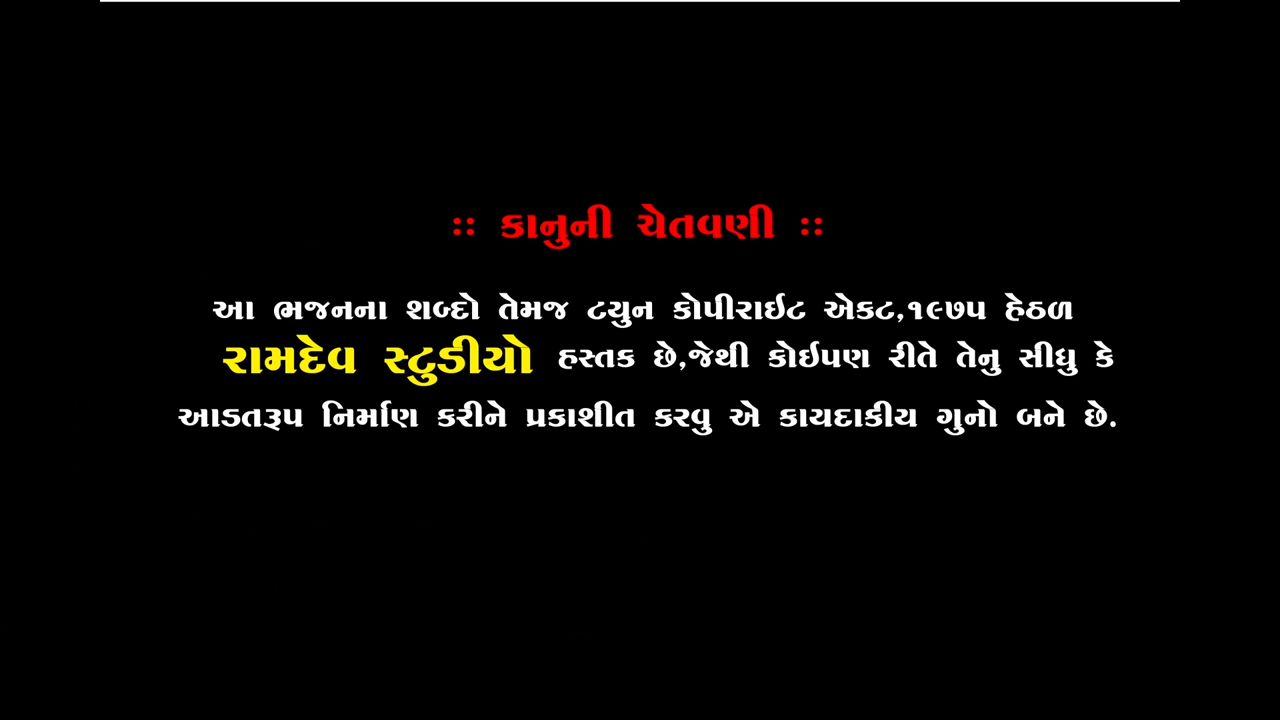 :: કાનુની ચેતવણી ::
આ ભજનના શબ્દો તેમજ ટયુન કોપીરાઈટ એકટ,૧૯૭૫ હેઠળ
રામદેવ સ્ટુડીયો હસ્તક છે,જેથી કોઈપણ રીતે તેનુ સીધુ કે
આડતરૂપ નિર્માણ કરીને પ્રકાશીત કરવુ એ કાયદાકીય ગુનો બને છે.